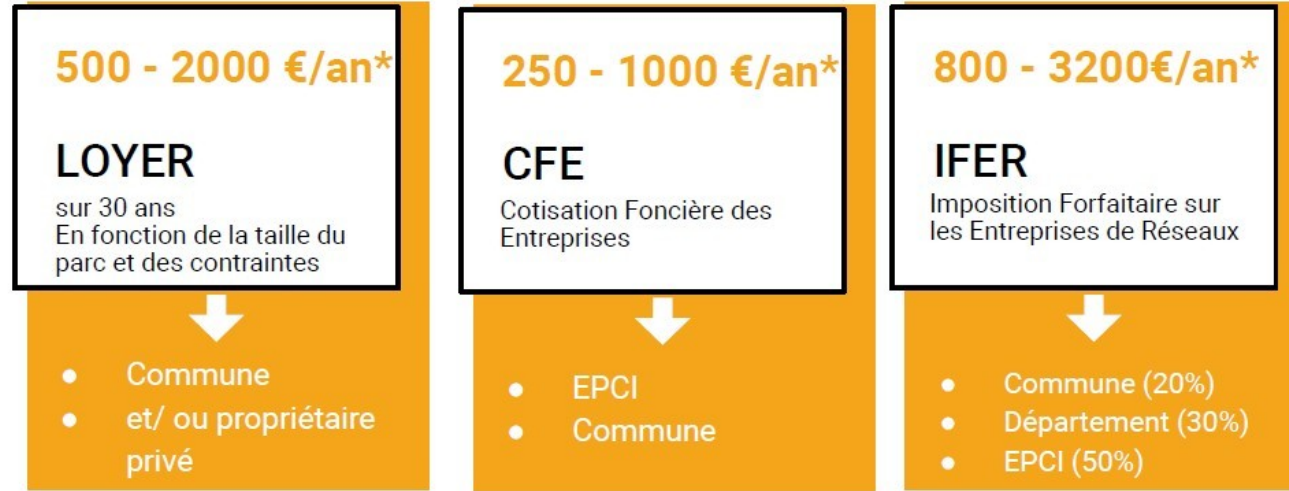 500 - 2000 €/an*
LOYER
sur 30 ans
En fonction de la taille du
parc et des contraintes
● Commune
● et/ ou propriétaire
privé
250 - 1000 €/an*
CFE
Cotisation Foncière des
Entreprises
● EPCI
● Commune
800 - 3200€/an*
IFER
Imposition Forfaitaire sur
les Entreprises de Réseaux
● Commune (20%)
● Département (30%)
● EPCI (50%)